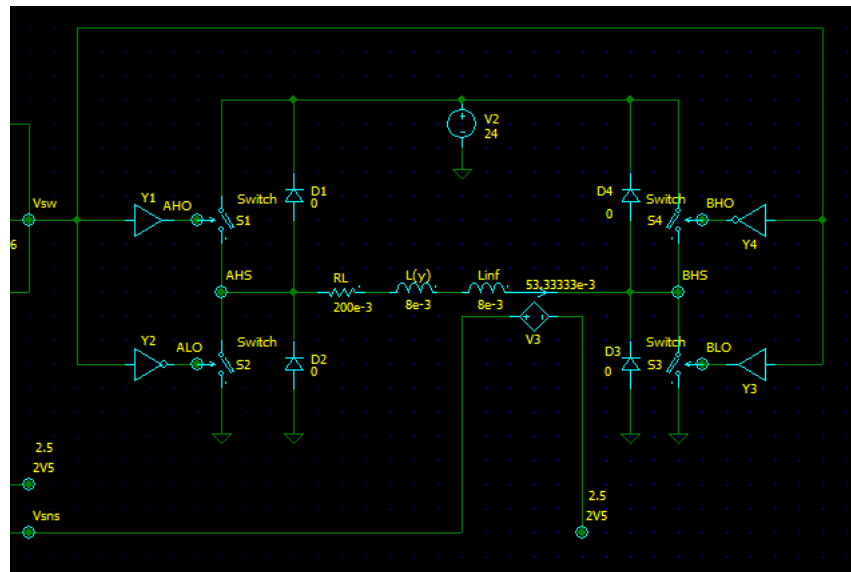 V2
24
Vsw
6
Y1
AHO
Switch
S1
D1
0
D4
0
Switch
S4
BHO
Y4
AHS
RL
200e-3
L(y)
8e-3
Linf
8e-3
53.33333e-3
BHS
V3
Y2
ALO
Switch
S2
D2
0
D3
0
Switch
S3
BLO
Y3
2.5
2V5
Vsns
2.5
2V5